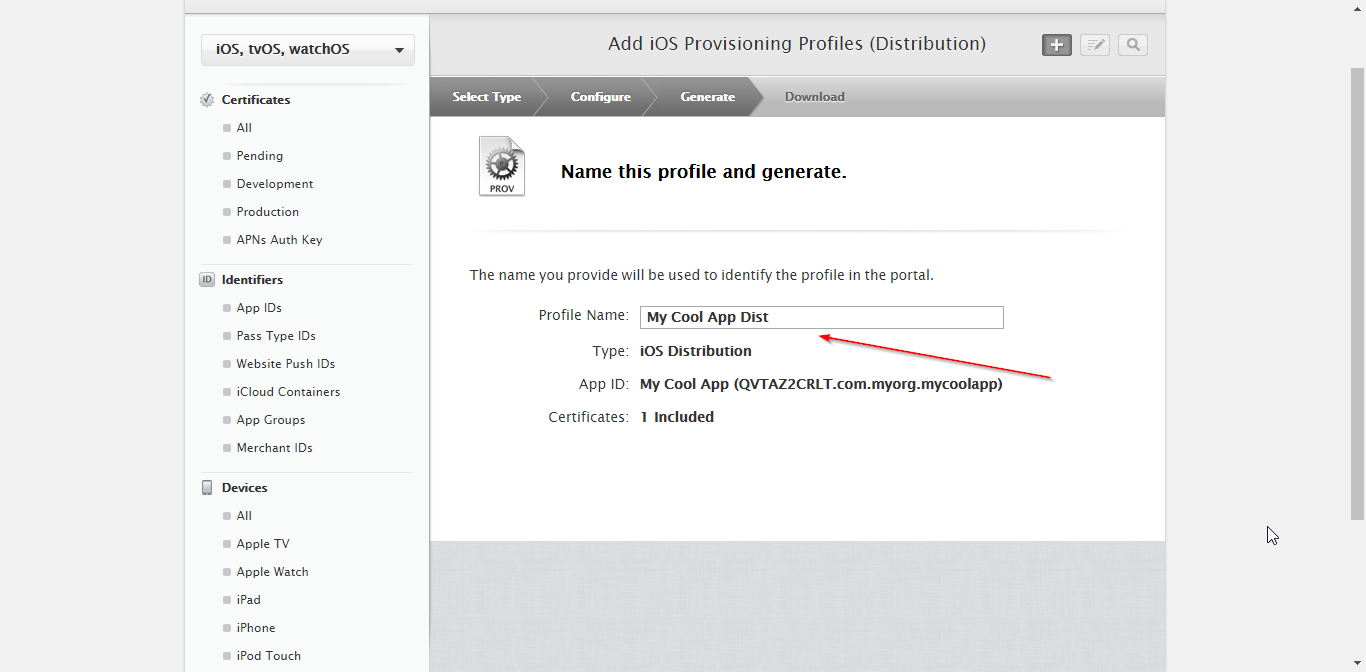 iOS, tvOS, watchOS
Certificates
All
Pending
Development
Production
APNs Auth Key
ID Identifiers
App IDs
Pass Type IDs
Website Push IDs
iCloud Containers
App Groups
Merchant IDs
Devices
All
Apple TV
Apple Watch
iPad
iPhone
iPod Touch
Add iOS Provisioning Profiles (Distribution)
Select Type Configure Generate Download
PROV
Name this profile and generate.
The name you provide will be used to identify the profile in the portal.
Profile Name: My Cool App Dist
Type: iOS Distribution
App ID: My Cool App (QVTAZ2CRLT.com.myorg.mycoolapp)
Certificates: 1 Included